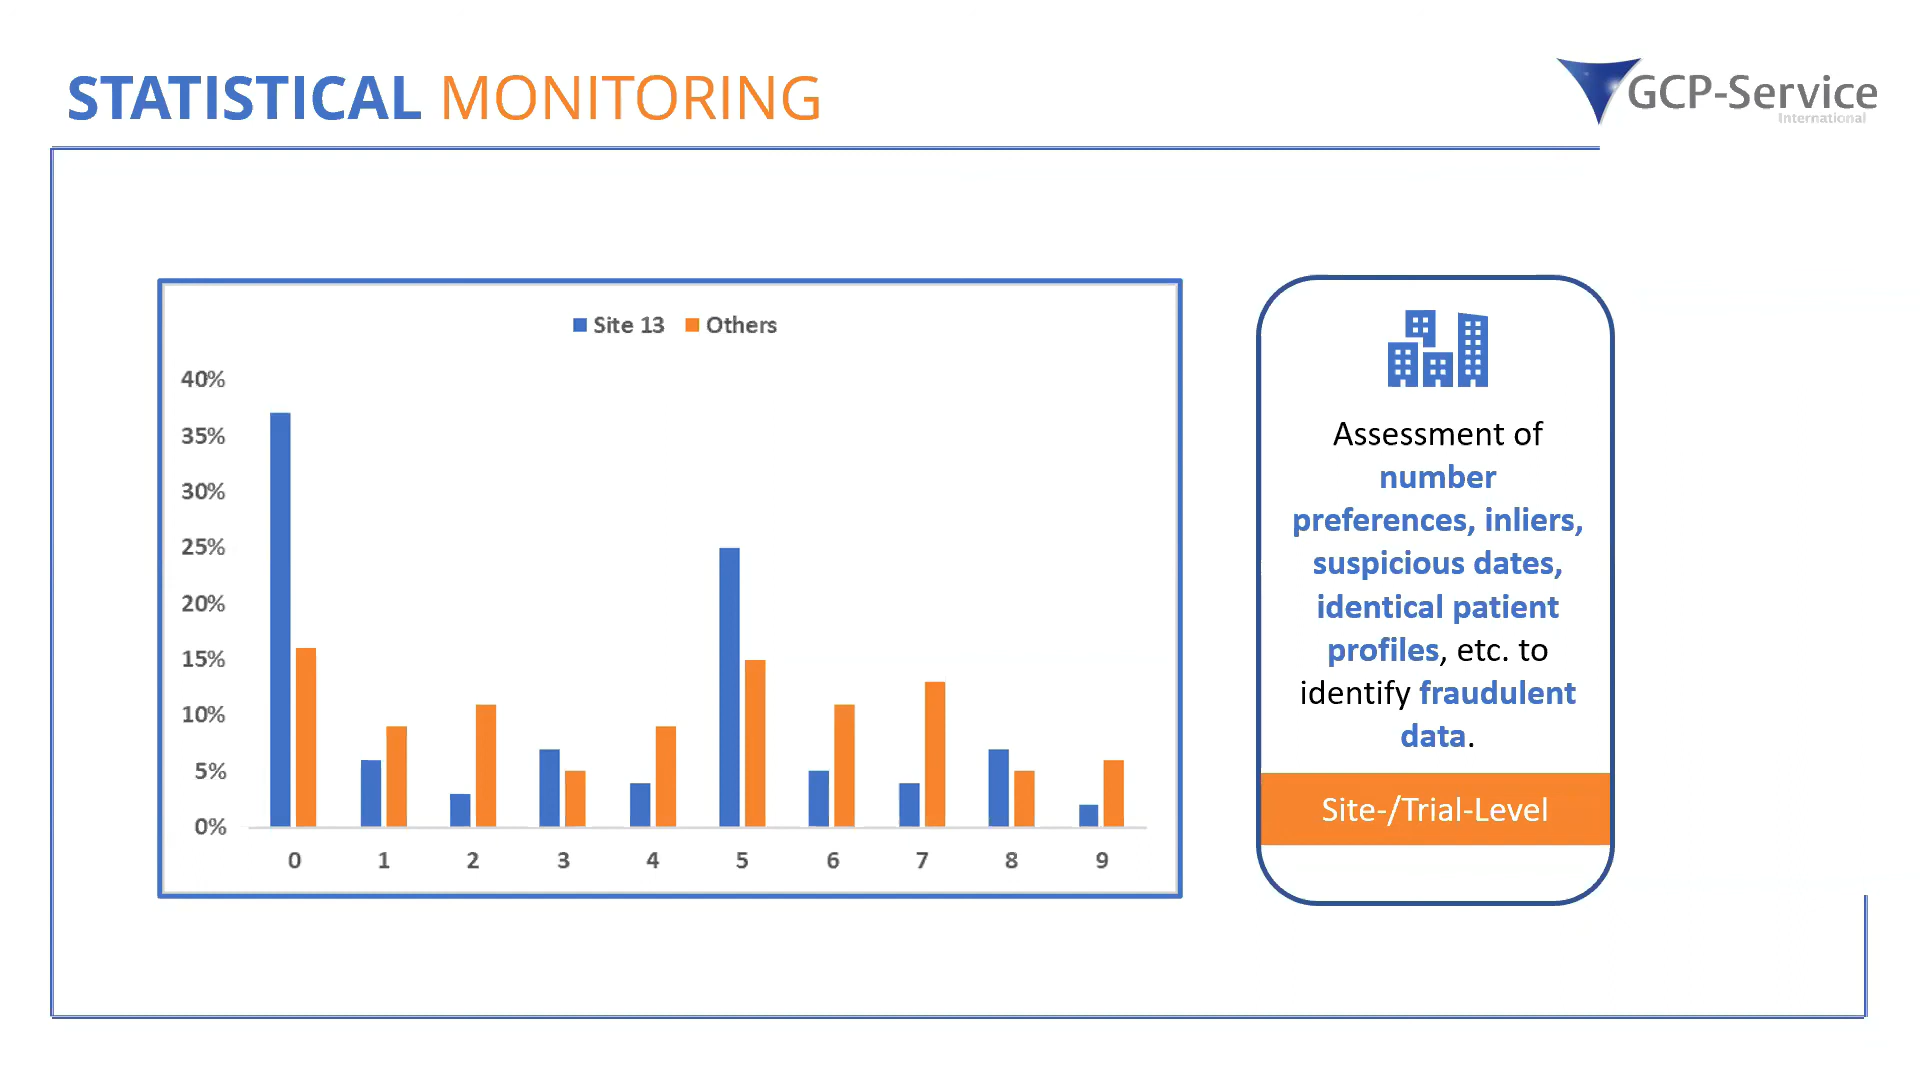 STATISTICAL MONITORING
GCP-Service
International
Site 13 Others
40%
35%
30%
25%
20%
15%
10%
5%
0%
0 1 2 3 4 5 6 7 8 9
Assessment of
number
preferences, inliers,
suspicious dates,
identical patient
profiles, etc. to
identify fraudulent
data.
Site-/Trial-Level